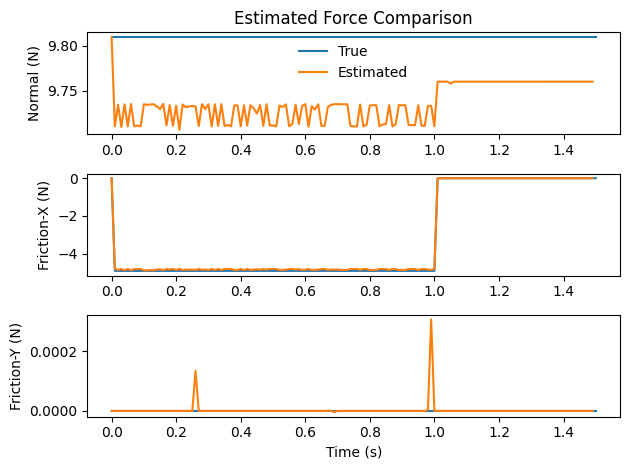 Estimated Force Comparison
Normal (N)
9.80
9.75
True
Estimated
0.0 0.2 0.4 0.6 0.8 1.0 1.2 1.4
Friction-X (N)
0
−2
−4
0.0 0.2 0.4 0.6 0.8 1.0 1.2 1.4
Friction-Y (N)
0.0002
0.0000
0.0 0.2 0.4 0.6 0.8 1.0 1.2 1.4
Time (s)